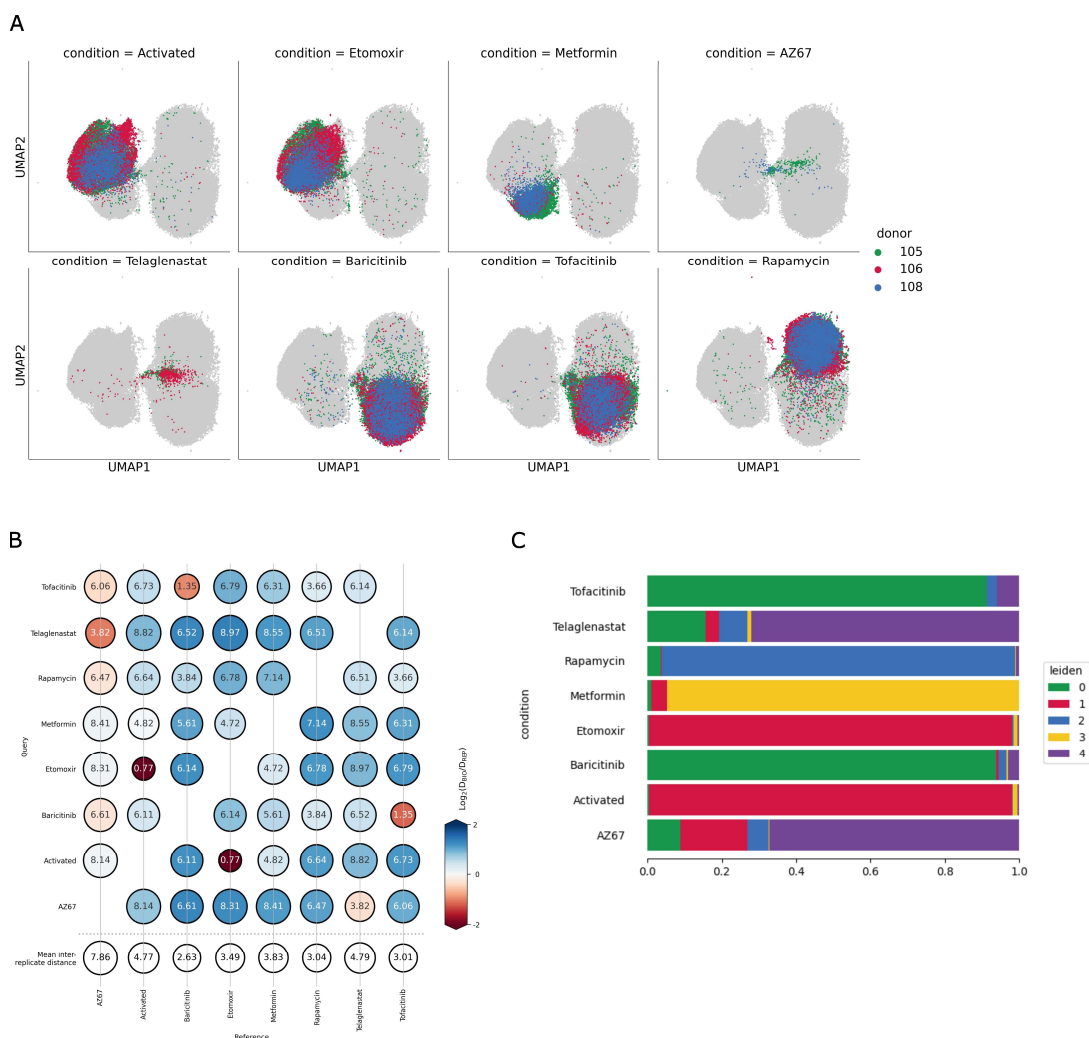 A
condition = Activated
condition = Etomoxir
condition = Metformin
condition = AZ67
UMAP2
donor
105
106
108
condition = Telaglenastat
condition = Baricitinib
condition = Tofacitinib
condition = Rapamycin
UMAP2
UMAP1
UMAP1
UMAP1
UMAP1
B
Tofacitinib 6.06 6.73 1.35 6.79 6.31 3.66 6.14
Telaglenastat 3.82 8.82 6.52 8.97 8.55 6.51 6.14
Rapamycin 6.47 6.64 3.84 6.78 7.14 6.51 3.66
Metformin 8.41 4.82 5.61 4.72 7.14 8.55 6.31
Etomoxir 8.31 0.77 6.14 4.72 6.78 8.97 6.79
Baricitinib 6.61 6.11 6.14 5.61 3.84 6.52 1.35
Activated 8.14 6.11 0.77 4.82 6.64 8.82 6.73
AZ67 8.14 6.61 8.31 8.41 6.47 3.82 6.06
Mean inter-
replicate distance 7.86 4.77 2.63 3.49 3.83 3.04 4.79 3.01
Query
AZ67
Activated
Baricitinib
Etomoxir
Metformin
Rapamycin
Telaglenastat
Tofacitinib
Reference
Log2(DBIO/DREP)
2
0
-2
C
condition
Tofacitinib
Telaglenastat
Rapamycin
Metformin
Etomoxir
Baricitinib
Activated
AZ67
0.0 0.2 0.4 0.6 0.8 1.0
leiden
0
1
2
3
4